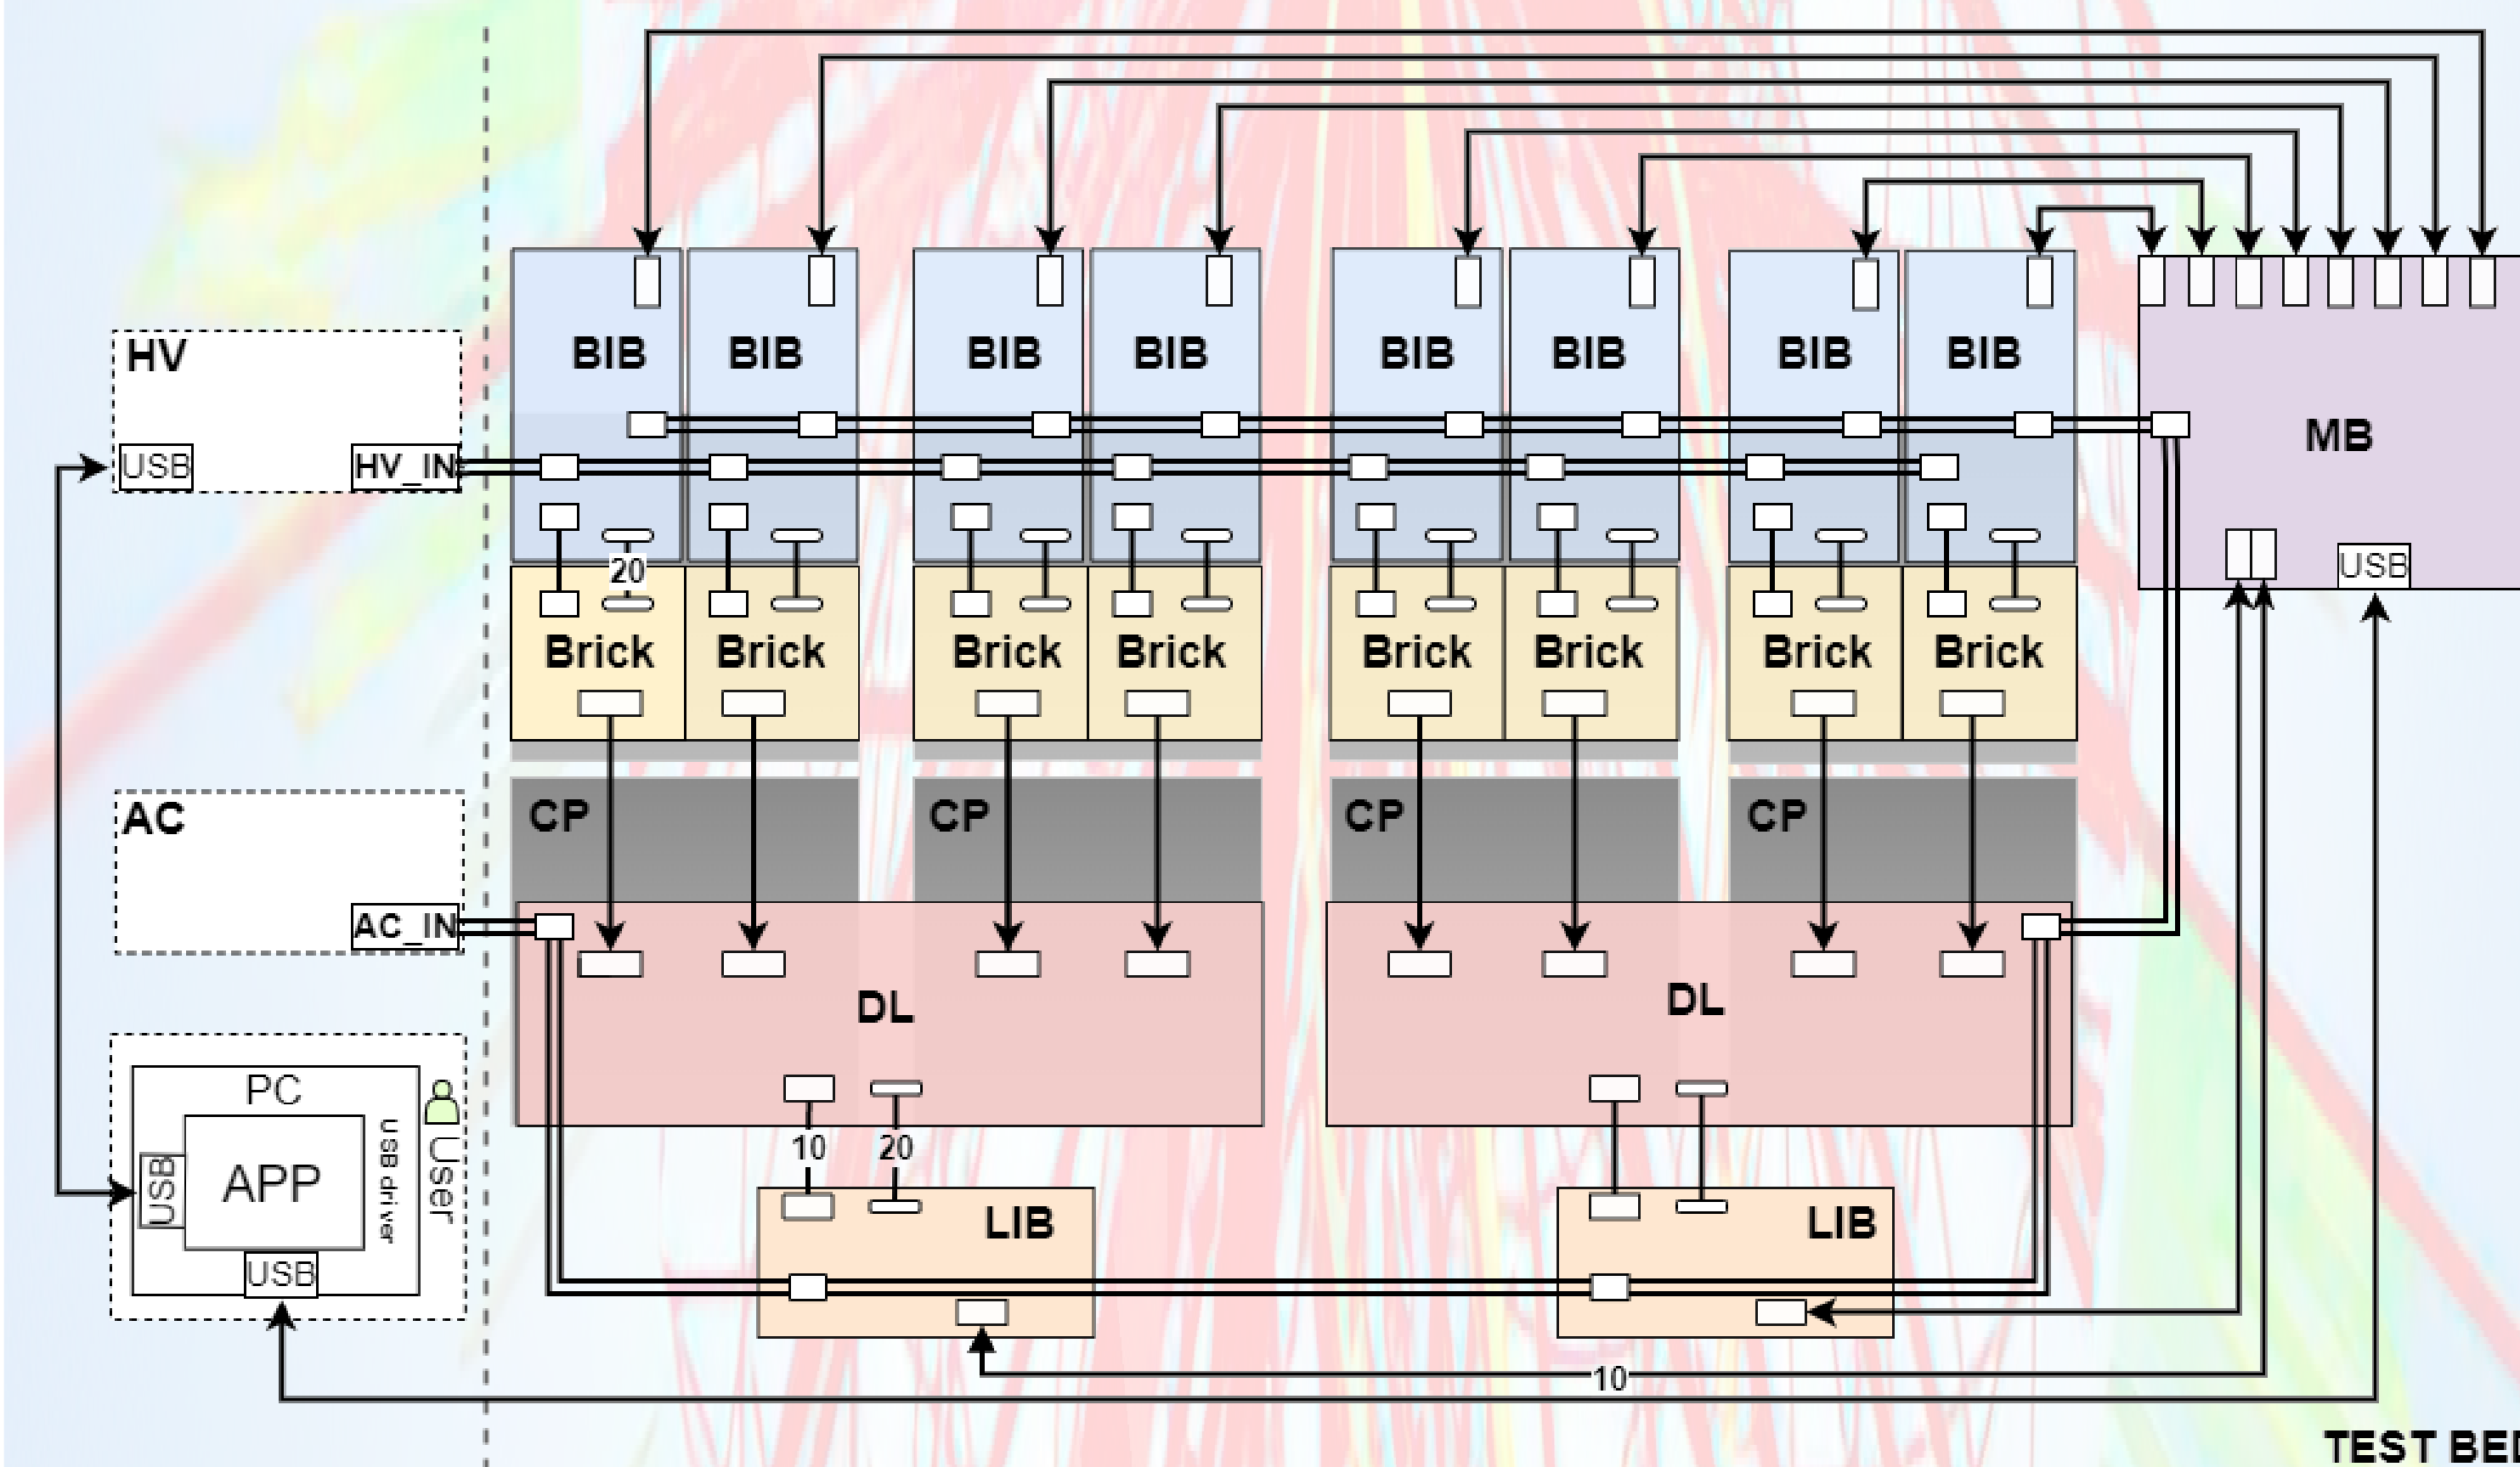 BIB BIB BIB BIB BIB BIB BIB BIB
HV
MB
USB HV_IN
20
USB
Brick Brick Brick Brick Brick Brick Brick Brick
AC
CP CP CP CP
AC_IN
DL DL
PC
APP
USB
USB driver
User
USB
10 20
LIB LIB
10
TEST